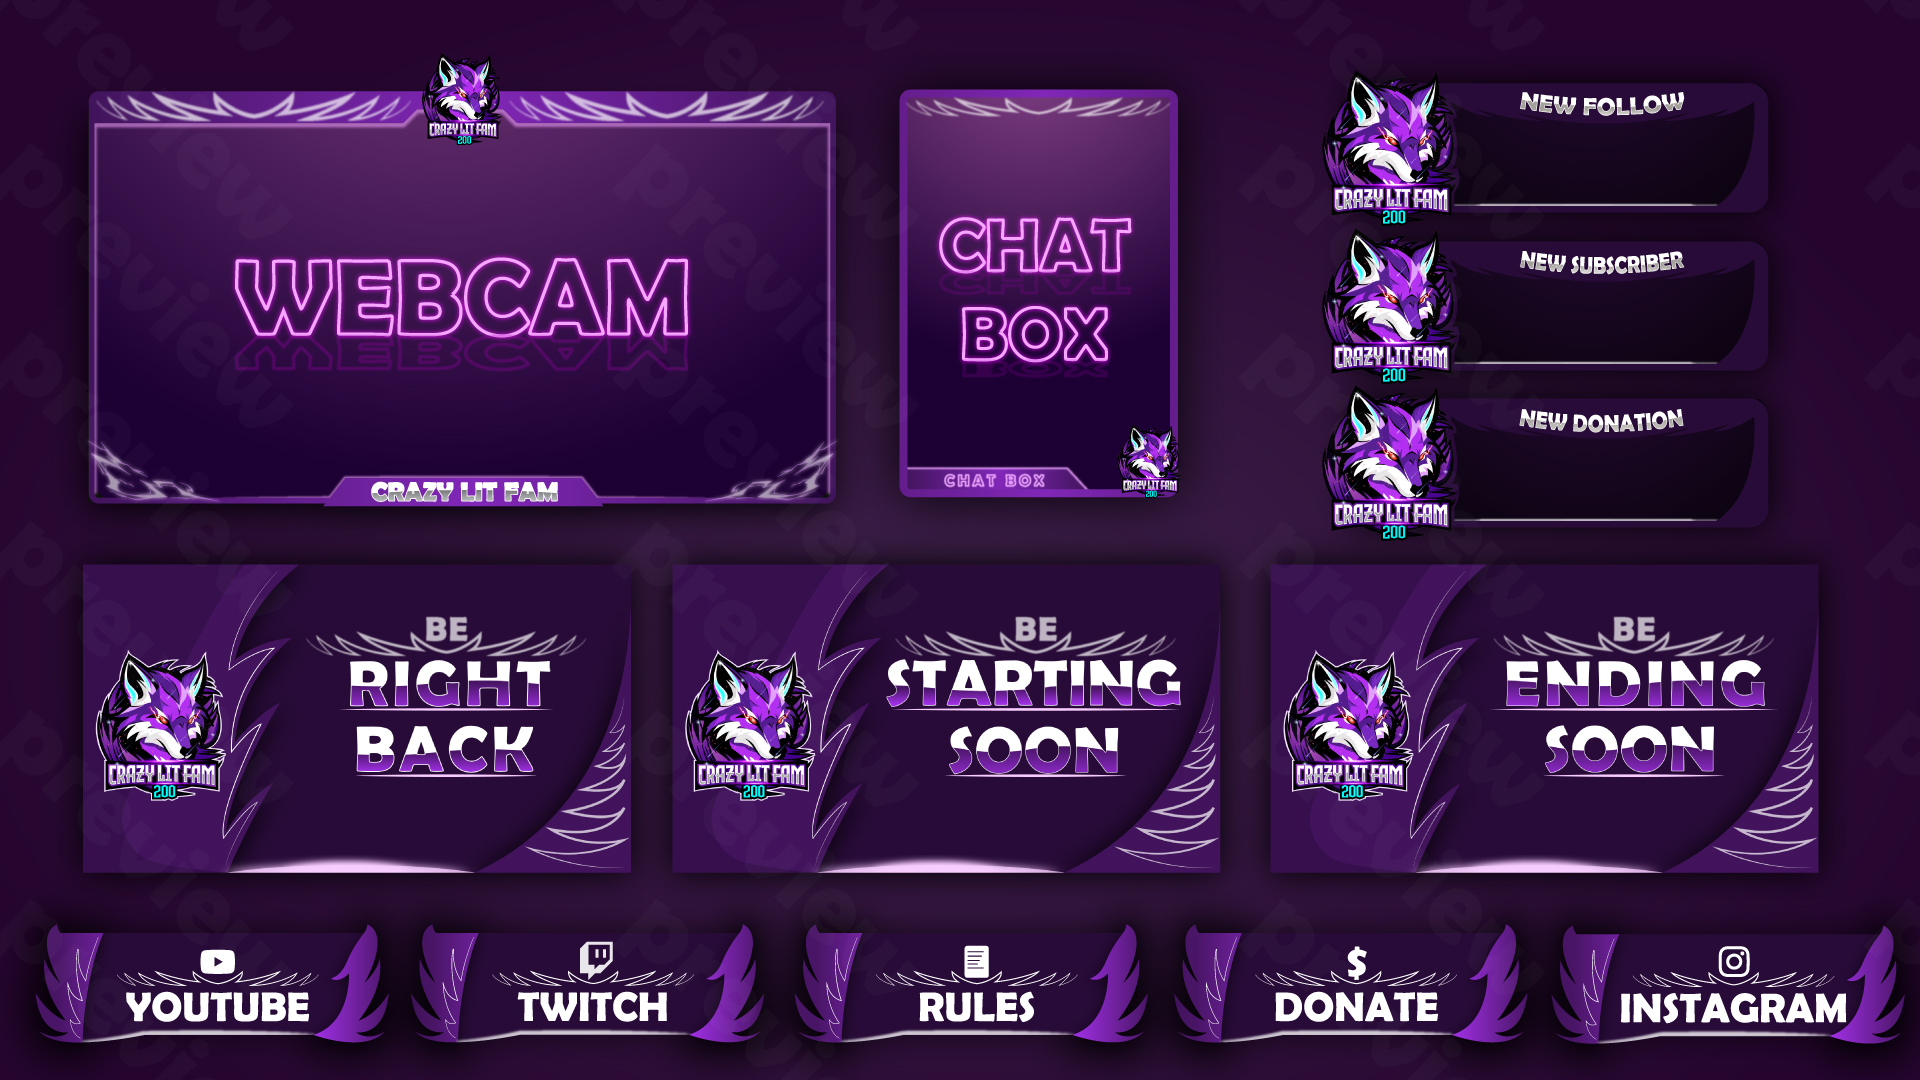 CRAZY LIT FAM
200
WEBCAM
CRAZY LIT FAM
CHAT
BOX
CHAT BOX
CRAZY LIT FAM
200
NEW FOLLOW
CRAZY LIT FAM
200
NEW SUBSCRIBER
CRAZY LIT FAM
200
NEW DONATION
CRAZY LIT FAM
200
BE
RIGHT
BACK
CRAZY LIT FAM
200
BE
STARTING
SOON
CRAZY LIT FAM
200
BE
ENDING
SOON
CRAZY LIT FAM
200
YOUTUBE
TWITCH
RULES
$
DONATE
INSTAGRAM
preview